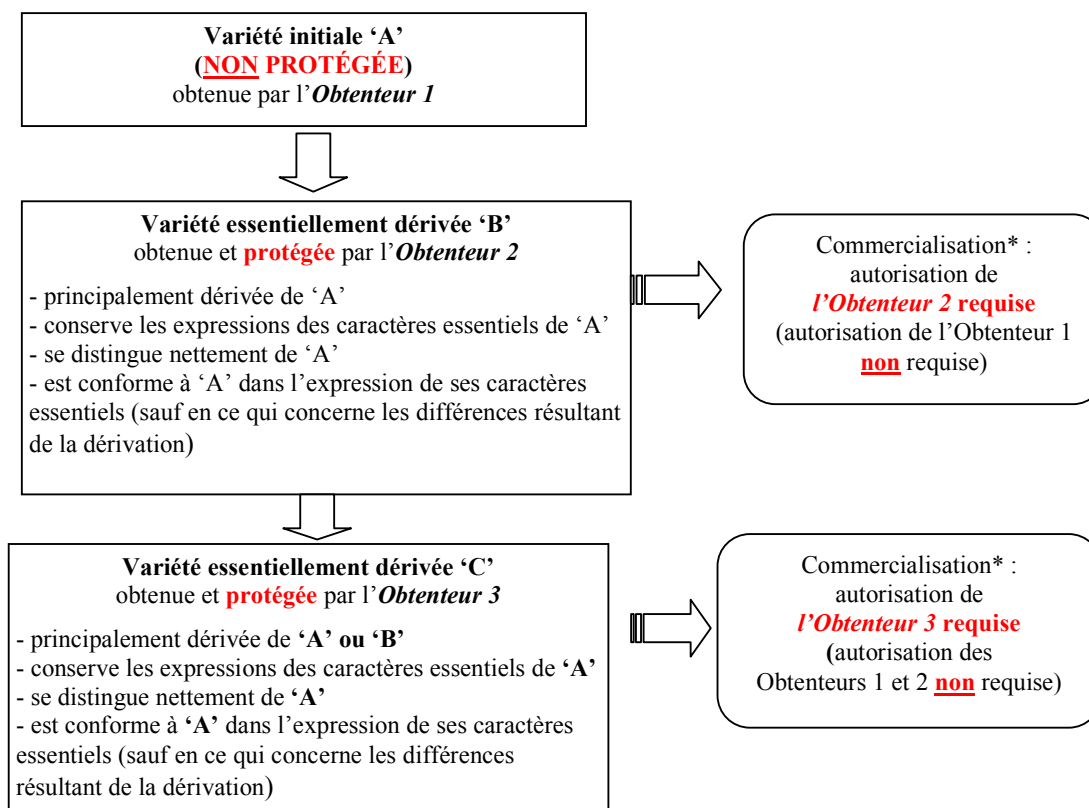 Variété initiale ‘A’
(NON PROTÉGÉE)
obtenue par l’Obtenteur 1
Variété essentiellement dérivée ‘B’
obtenue et protégée par l’Obtenteur 2
- principalement dérivée de ‘A’
- conserve les expressions des caractères essentiels de ‘A’
- se distingue nettement de ‘A’
- est conforme à ‘A’ dans l’expression de ses caractères
essentiels (sauf en ce qui concerne les différences résultant
de la dérivation)
Commercialisation* :
autorisation de
l’Obtenteur 2 requise
(autorisation de l’Obtenteur 1
non requise)
Variété essentiellement dérivée ‘C’
obtenue et protégée par l’Obtenteur 3
- principalement dérivée de ‘A’ ou ‘B’
- conserve les expressions des caractères essentiels de ‘A’
- se distingue nettement de ‘A’
- est conforme à ‘A’ dans l’expression de ses caractères
essentiels (sauf en ce qui concerne les différences
résultant de la dérivation)
Commercialisation* :
autorisation de
l’Obtenteur 3 requise
(autorisation des
Obtenteurs 1 et 2 non requise)